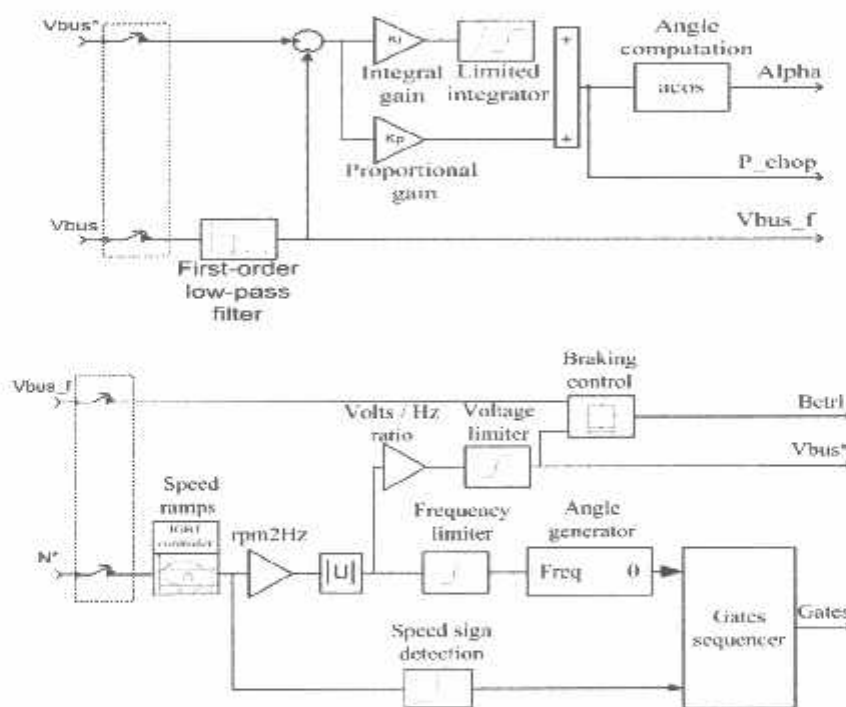 Vbus*
Ki
Integral
gain
Limited
integrator
+
+
Angle
computation
acos
Alpha
Kp
Proportional
gain
P_chop
Vbus
First-order
low-pass
filter
Vbus_f
Vbus_f
Braking
control
Bctrl
Volts / Hz
ratio
Voltage
limiter
Vbus*
Speed
ramps
rpm2Hz
Frequency
limiter
Angle
generator
N*
|U|
Freq θ
Gates
sequencer
Gates
Speed sign
detection